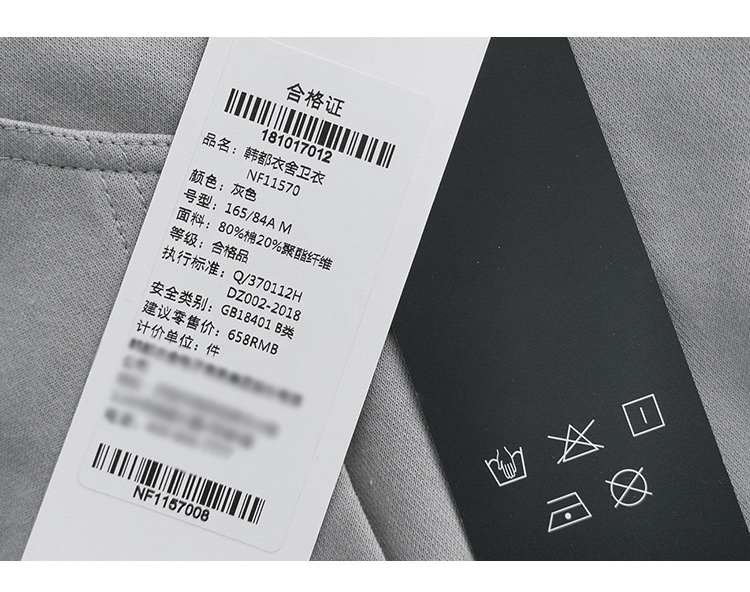 合格证
181017012
品名：韩都衣舍卫衣
NF11570
颜色：灰色
号型：165/84A M
面料：80%棉20%聚酯纤维
等级：合格品
执行标准：Q/370112H
DZ002-2018
安全类别：GB18401 B类
建议零售价：658RMB
计价单位：件
NF1157008